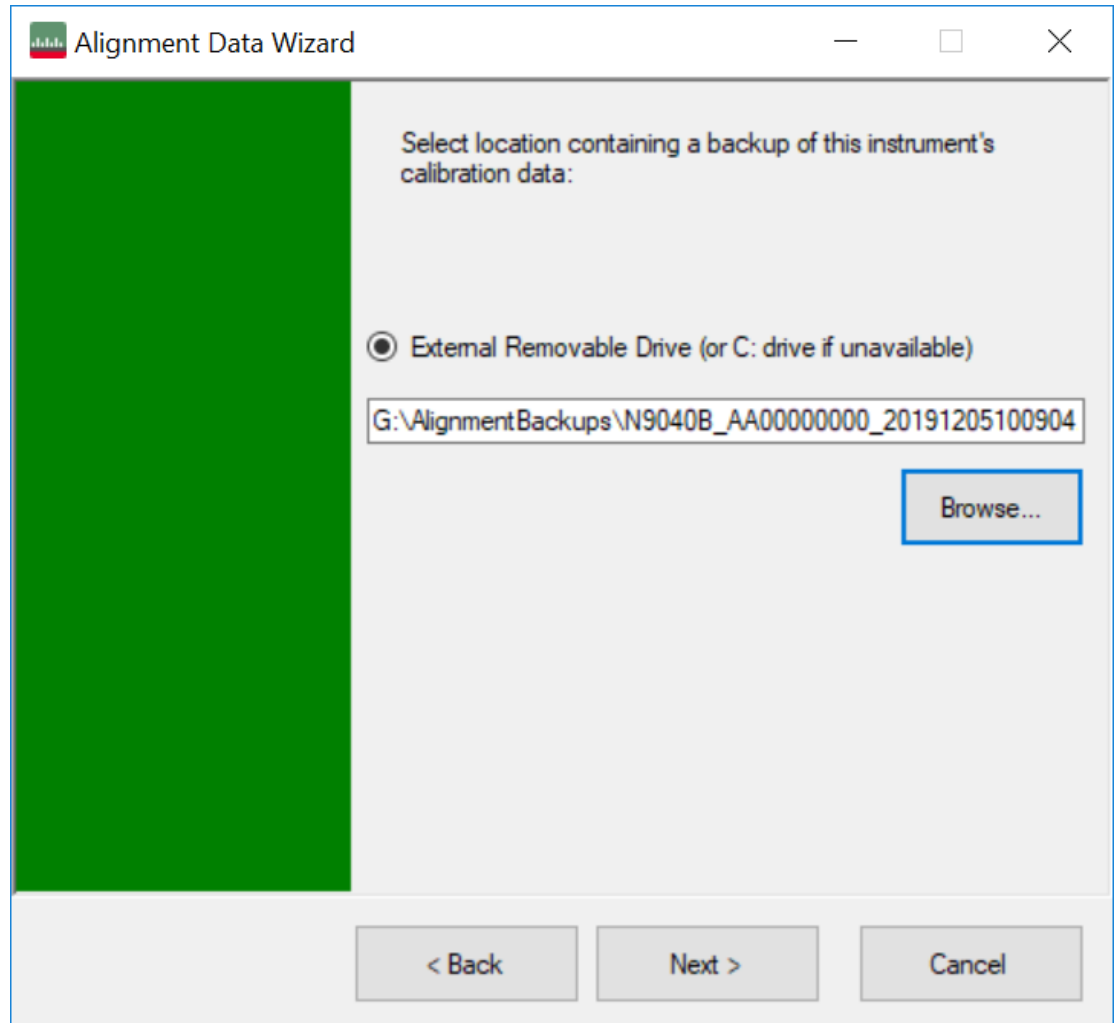 Alignment Data Wizard
Select location containing a backup of this instrument's
calibration data:
External Removable Drive (or C: drive if unavailable)
G:\AlignmentBackups\N9040B_AA00000000_20191205100904
Browse...
< Back
Next >
Cancel